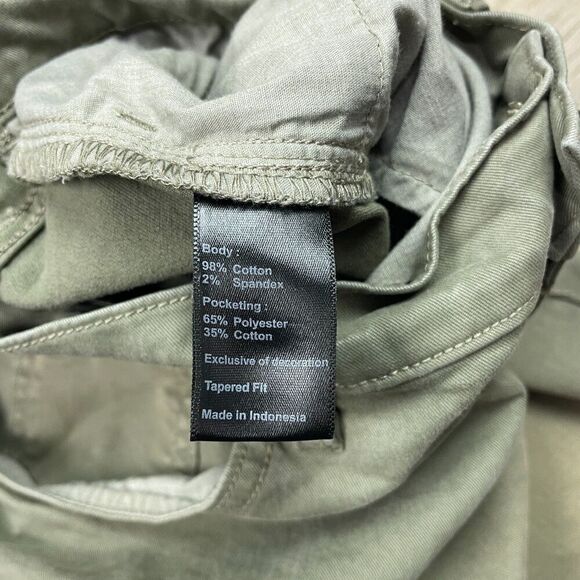 Body :
98% Cotton
2% Spandex
Pocketing :
65% Polyester
35% Cotton
Exclusive of decoration
Tapered Fit
Made in Indonesia